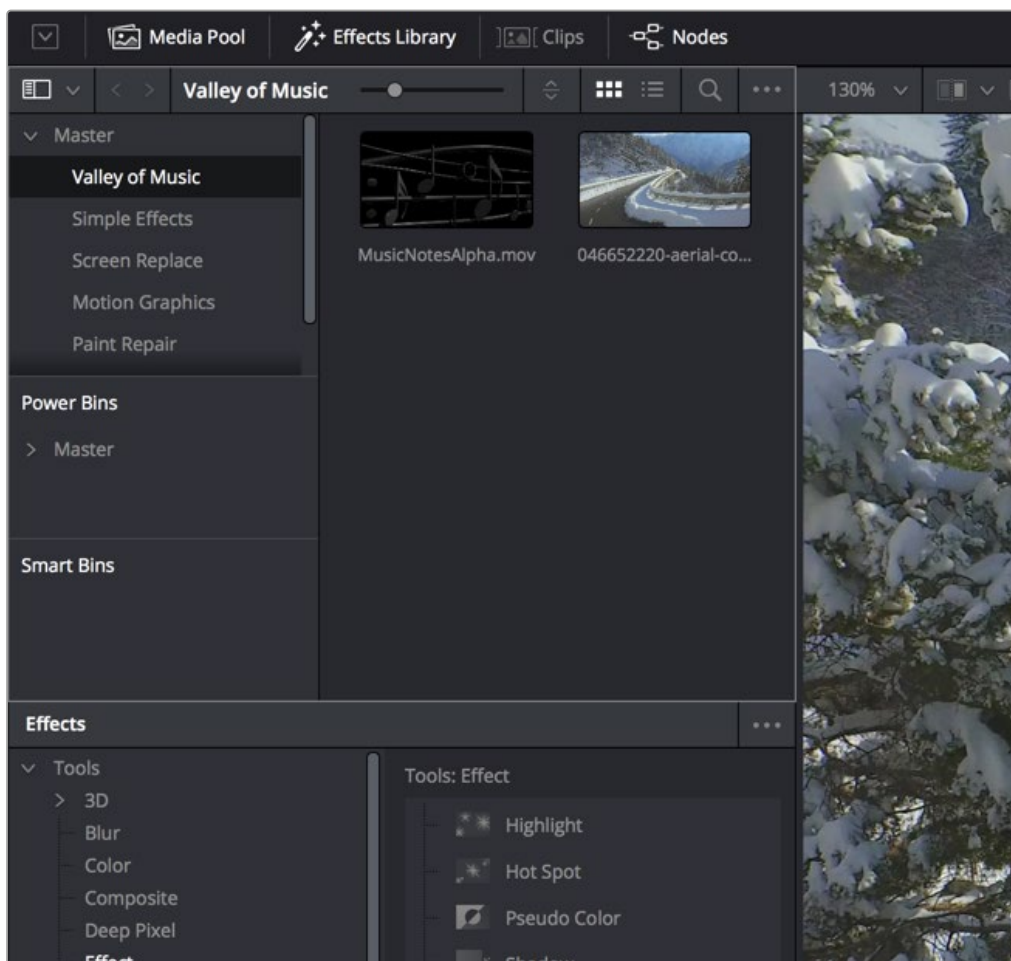 Media Pool Effects Library Clips Nodes
Valley of Music 130%
Master
Valley of Music
Simple Effects
Screen Replace
Motion Graphics
Paint Repair
MusicNotesAlpha.mov 046652220-aerial-co...
Power Bins
Master
Smart Bins
Effects
Tools
3D
Blur
Color
Composite
Deep Pixel
Effect
Tools: Effect
Highlight
Hot Spot
Pseudo Color
Shadow